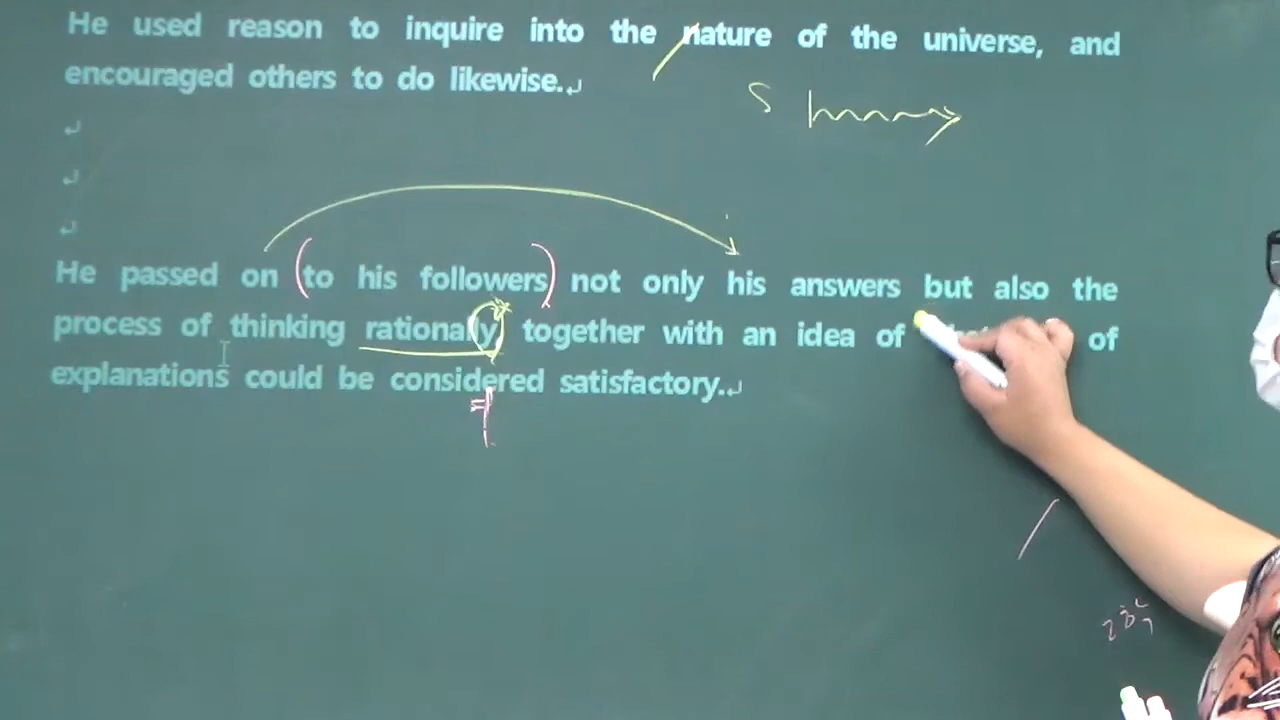 He used reason to inquire into the nature of the universe, and
encouraged others to do likewise.
S
He passed on (to his followers) not only his answers but also the
process of thinking rationally, together with an idea of of
explanations could be considered satisfactory.